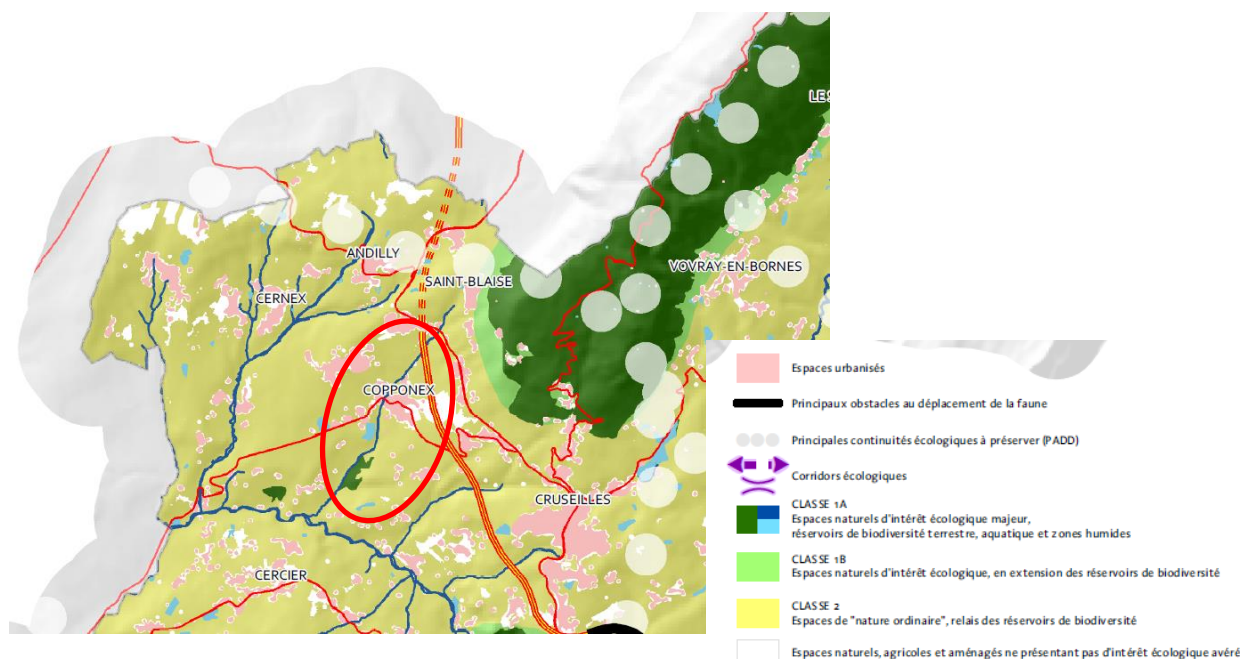 LE S
ANDILLY
SAINT-BLAISE
VOVRAY-EN-BORNES
CERNEX
COPPONEX
CRUSEILLES
CERCIER
Espaces urbanisés
Principaux obstacles au déplacement de la faune
Principales continuités écologiques à préserver (PADD)
Corridors écologiques
CLASSE 1A
Espaces naturels d'intérêt écologique majeur,
réservoirs de biodiversité terrestre, aquatique et zones humides
CLASSE 1B
Espaces naturels d'intérêt écologique, en extension des réservoirs de biodiversité
CLASSE 2
Espaces de "nature ordinaire", relais des réservoirs de biodiversité
Espaces naturels, agricoles et aménagés ne présentant pas d'intérêt écologique avéré